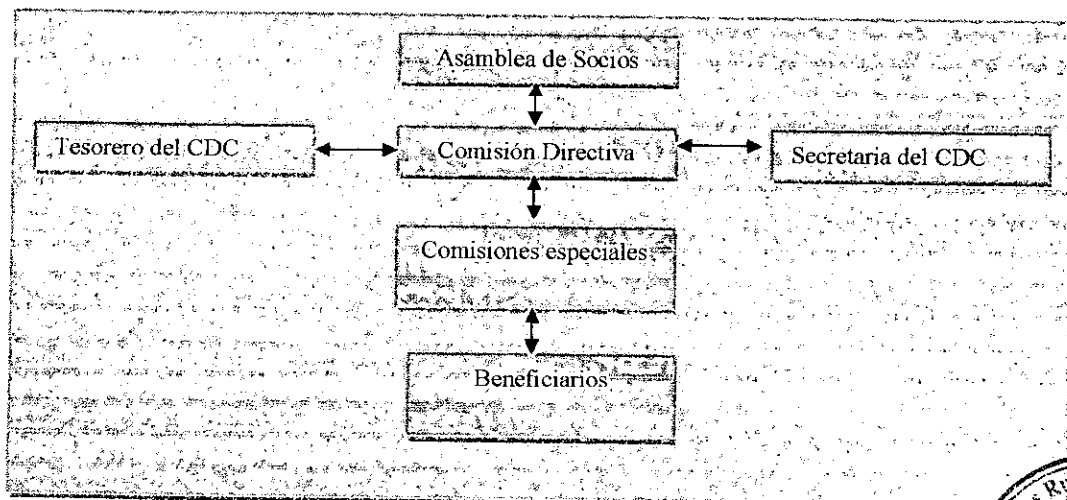 Asamblea de Socios
Tesorero del CDC
Comisión Directiva
Secretaria del CDC
Comisiones especiales
Beneficiarios